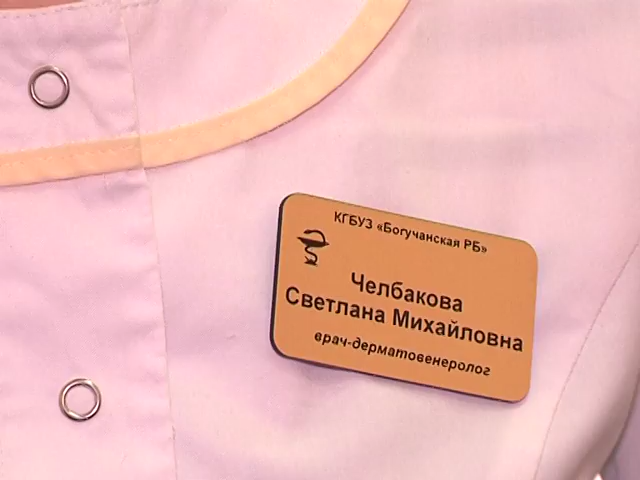 КГБУЗ «Богучанская РБ»
Челбакова
Светлана Михайловна
врач-дерматовенеролог